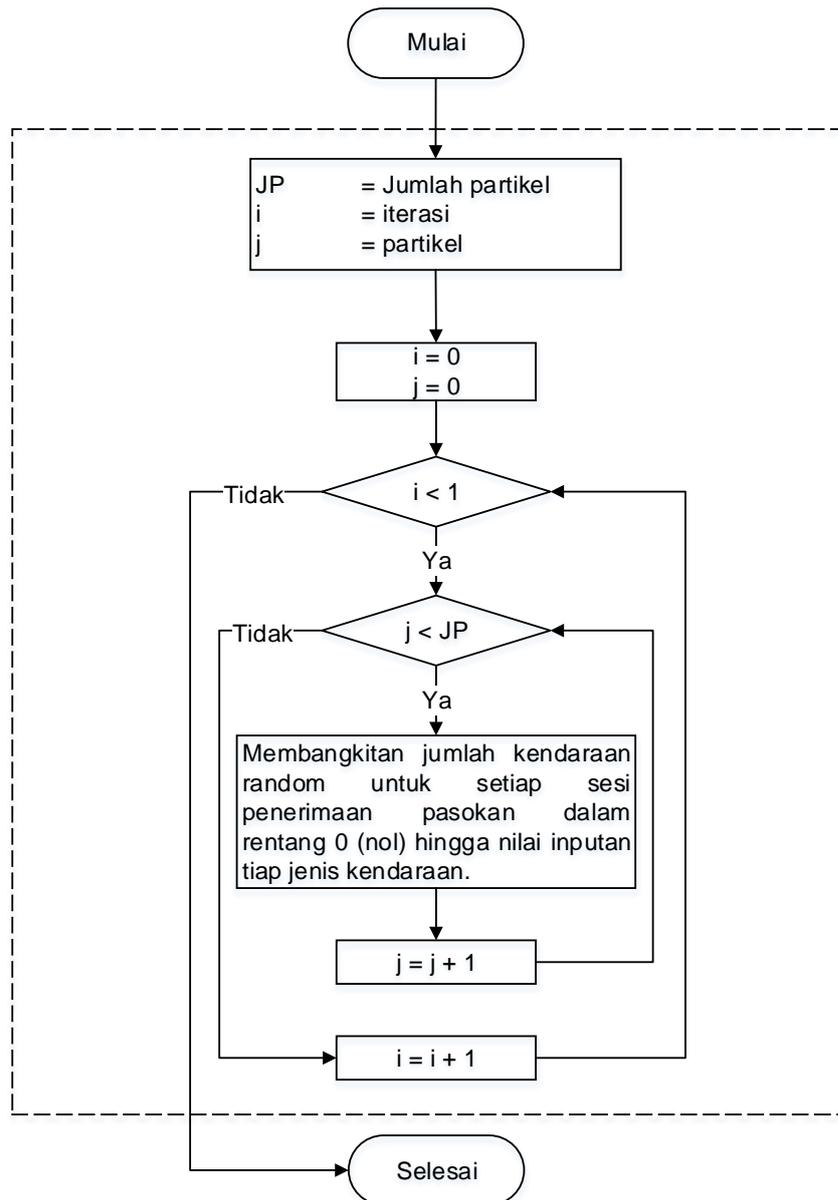 Mulai
JP = Jumlah partikel
i = iterasi
j = partikel
i = 0
j = 0
i < 1
Tidak
Ya
j < JP
Tidak
Ya
Membangkitan jumlah kendaraan
random untuk setiap sesi
penerimaan pasokan dalam
rentang 0 (nol) hingga nilai inputan
tiap jenis kendaraan.
j = j + 1
i = i + 1
Selesai